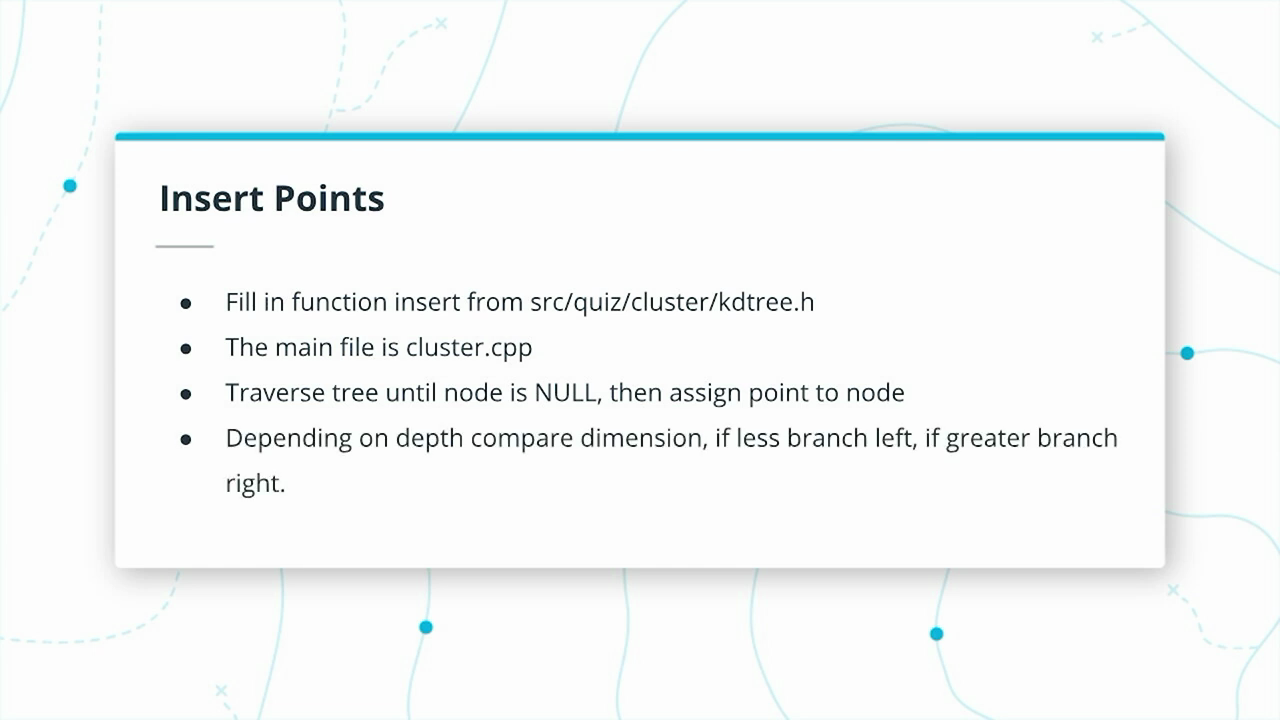 Insert Points
● Fill in function insert from src/quiz/cluster/kdtree.h
● The main file is cluster.cpp
● Traverse tree until node is NULL, then assign point to node
● Depending on depth compare dimension, if less branch left, if greater branch
right.